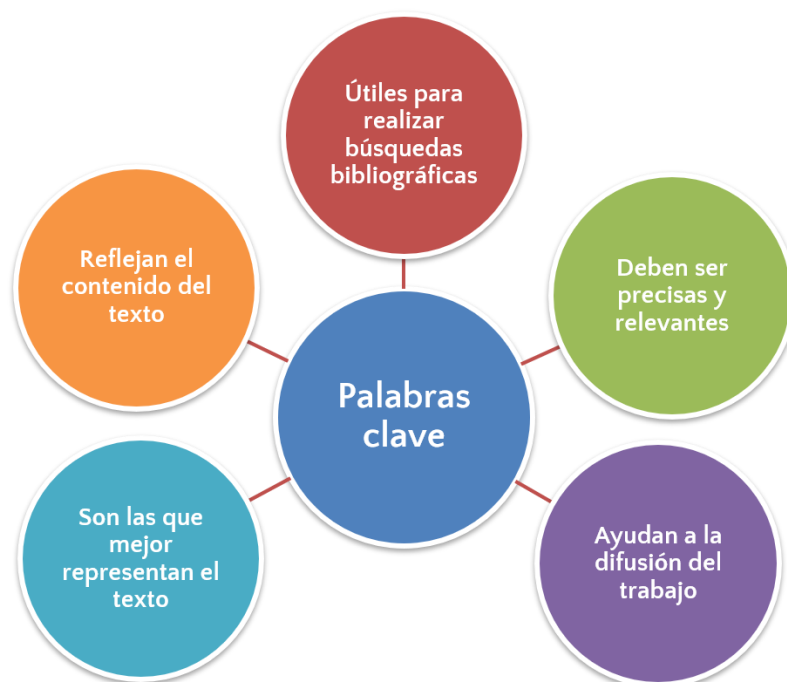 Útiles para
realizar
búsquedas
bibliográficas
Reflejan el
contenido del
texto
Deben ser
precisas y
relevantes
Palabras
clave
Son las que
mejor
representan el
texto
Ayudan a la
difusión del
trabajo